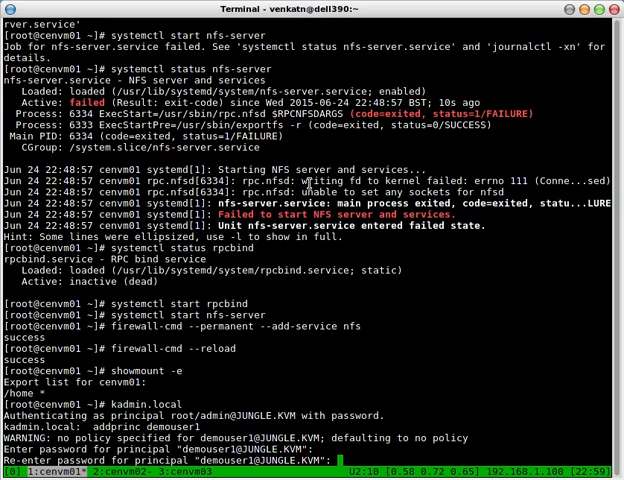 Terminal - venkatn@dell390:~
rver.service'
[root@cenvm01 ~]# systemctl start nfs-server
Job for nfs-server.service failed. See 'systemctl status nfs-server.service' and 'journalctl -xn' for
details.
[root@cenvm01 ~]# systemctl status nfs-server
nfs-server.service - NFS server and services
Loaded: loaded (/usr/lib/systemd/system/nfs-server.service; enabled)
Active: failed (Result: exit-code) since Wed 2015-06-24 22:48:57 BST; 10s ago
Process: 6334 ExecStart=/usr/sbin/rpc.nfsd $RPCNFSDARGS (code=exited, status=1/FAILURE)
Process: 6333 ExecStartPre=/usr/sbin/exportfs -r (code=exited, status=0/SUCCESS)
Main PID: 6334 (code=exited, status=1/FAILURE)
CGroup: /system.slice/nfs-server.service
Jun 24 22:48:57 cenvm01 systemd[1]: Starting NFS server and services...
Jun 24 22:48:57 cenvm01 rpc.nfsd[6334]: rpc.nfsd: writing fd to kernel failed: errno 111 (Conne...sed)
Jun 24 22:48:57 cenvm01 rpc.nfsd[6334]: rpc.nfsd: unable to set any sockets for nfsd
Jun 24 22:48:57 cenvm01 systemd[1]: nfs-server.service: main process exited, code=exited, statu...LURE
Jun 24 22:48:57 cenvm01 systemd[1]: Failed to start NFS server and services.
Jun 24 22:48:57 cenvm01 systemd[1]: Unit nfs-server.service entered failed state.
Hint: Some lines were ellipsized, use -l to show in full.
[root@cenvm01 ~]# systemctl status rpcbind
rpcbind.service - RPC bind service
Loaded: loaded (/usr/lib/systemd/system/rpcbind.service; static)
Active: inactive (dead)
[root@cenvm01 ~]# systemctl start rpcbind
[root@cenvm01 ~]# systemctl start nfs-server
[root@cenvm01 ~]# firewall-cmd --permanent --add-service nfs
success
[root@cenvm01 ~]# firewall-cmd --reload
success
[root@cenvm01 ~]# showmount -e
Export list for cenvm01:
/home *
[root@cenvm01 ~]# kadmin.local
Authenticating as principal root/admin@JUNGLE.KVM with password.
kadmin.local:  addprinc demouser1
WARNING: no policy specified for demouser1@JUNGLE.KVM; defaulting to no policy
Enter password for principal "demouser1@JUNGLE.KVM":
Re-enter password for principal "demouser1@JUNGLE.KVM":
[0] 1:cenvm01* 2:cenvm02- 3:cenvm03 U2:10 [0.58 0.72 0.65] 192.168.1.100 [22:59]